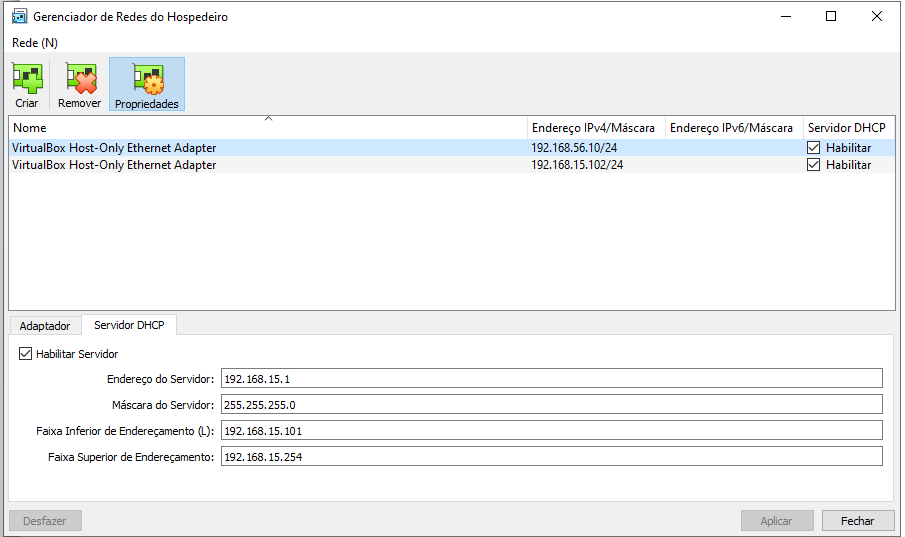 Gerenciador de Redes do Hospedeiro
Rede (N)
Criar Remover Propriedades
Nome Endereço IPv4/Máscara Endereço IPv6/Máscara Servidor DHCP
VirtualBox Host-Only Ethernet Adapter 192.168.56.10/24 Habilitar
VirtualBox Host-Only Ethernet Adapter 192.168.15.102/24 Habilitar
Adaptador Servidor DHCP
Habilitar Servidor
Endereço do Servidor: 192.168.15.1
Máscara do Servidor: 255.255.255.0
Faixa Inferior de Endereçamento (L): 192.168.15.101
Faixa Superior de Endereçamento: 192.168.15.254
Desfazer Aplicar Fechar